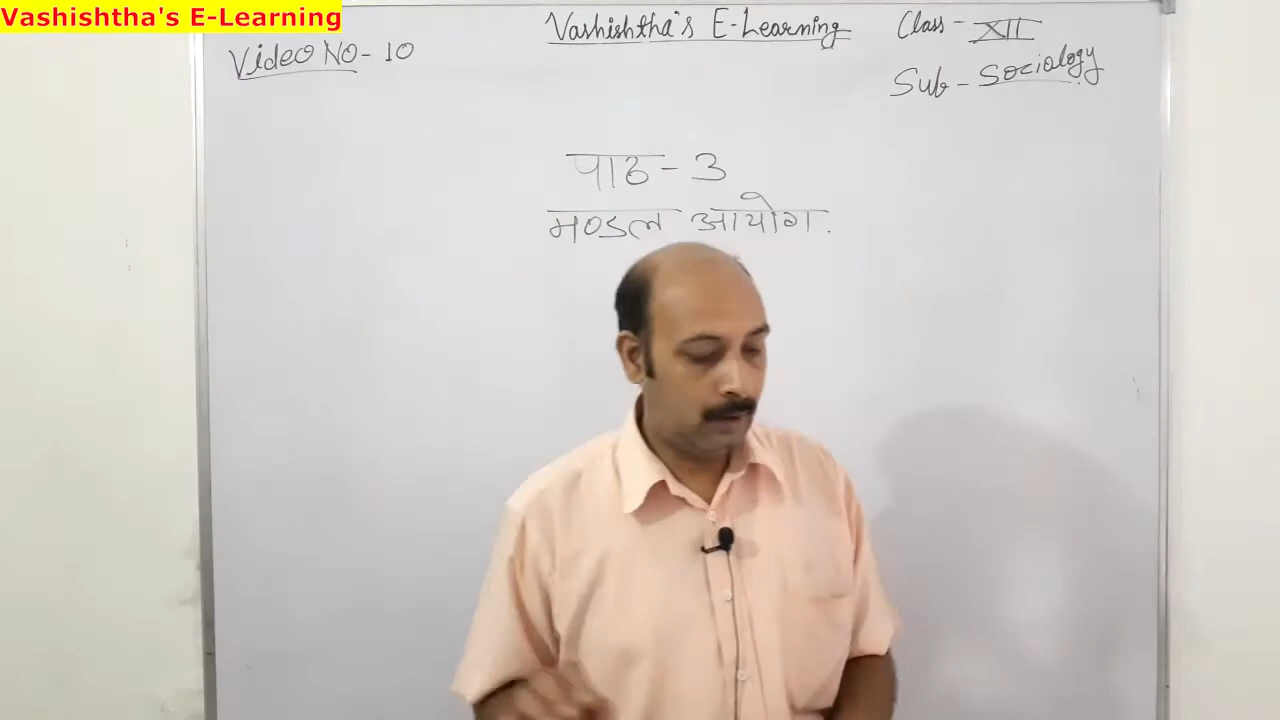 Vashishtha's E-Learning
Vashishtha's E-Learning
Class - XII
Video No - 10
Sub - Sociology
पाठ - 3
मण्डल आयोग.